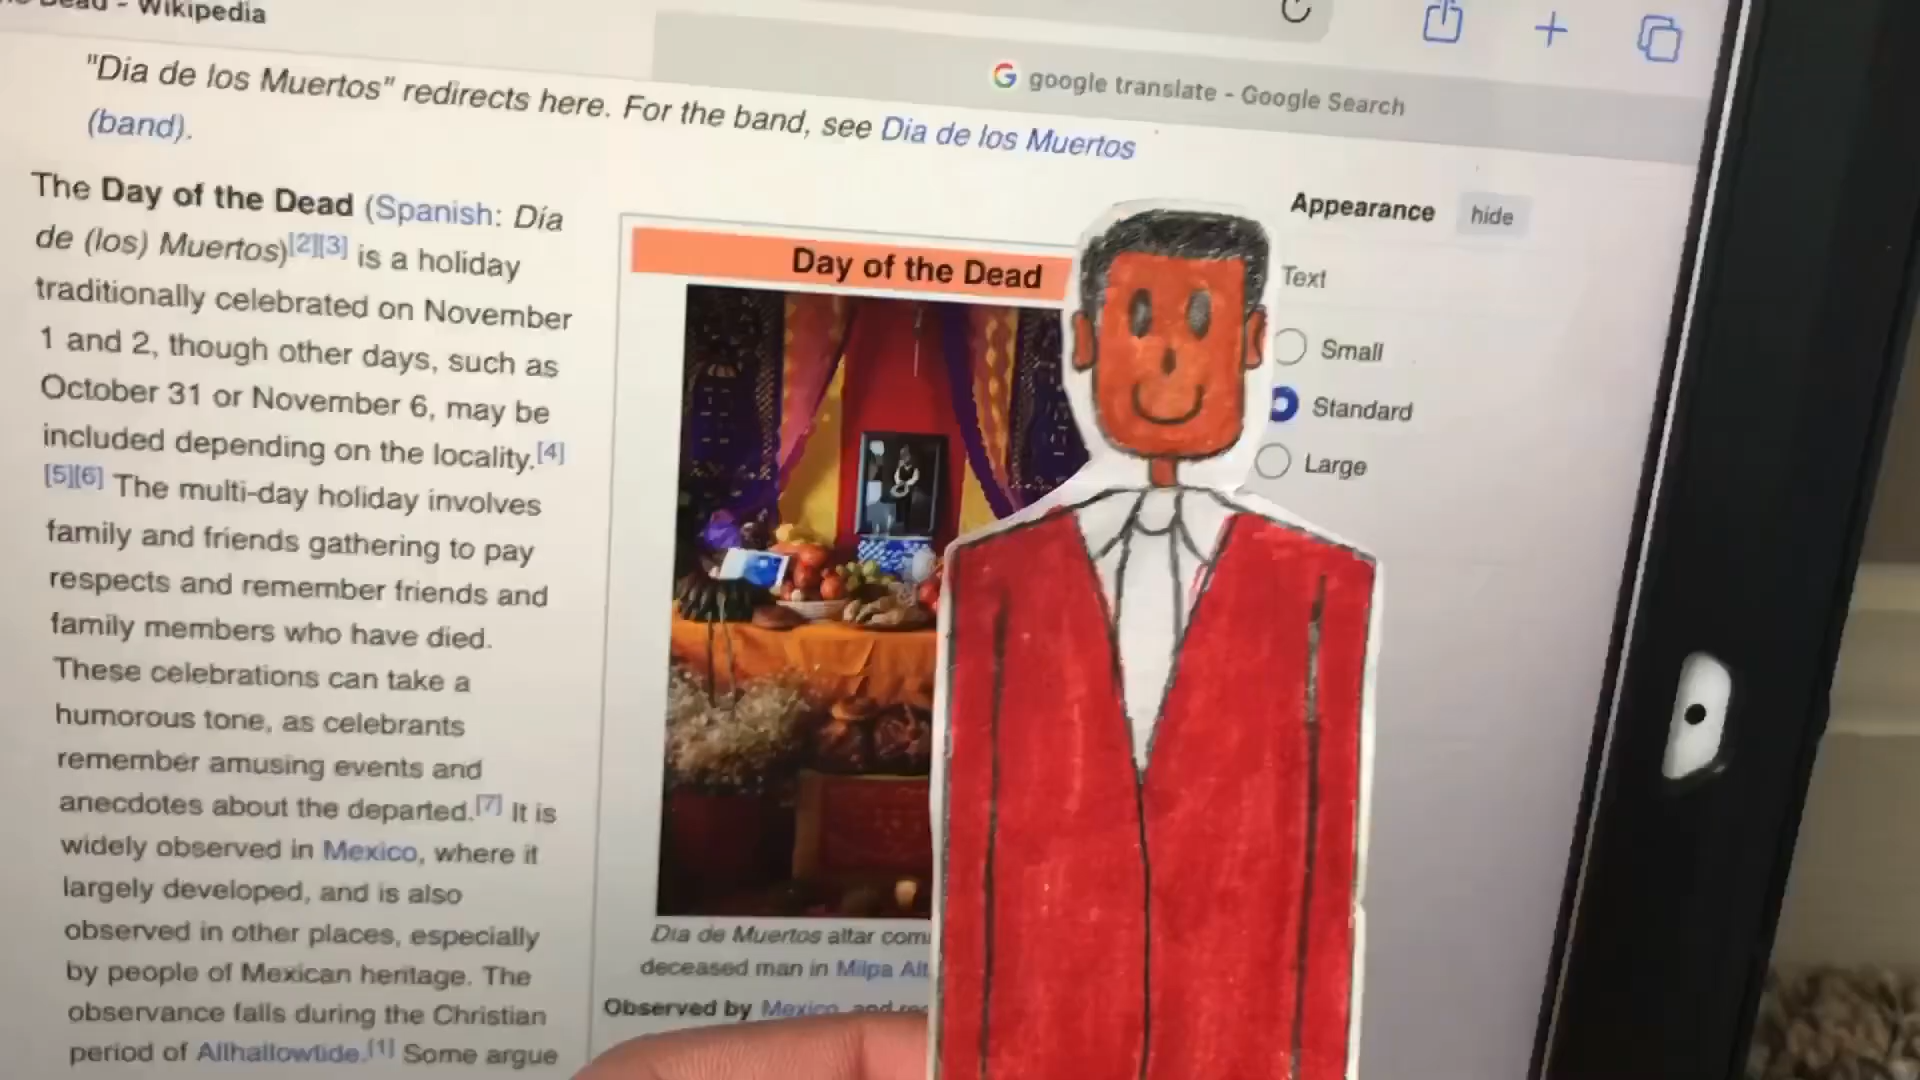 Dead - Wikipedia
google translate - Google Search
"Dia de los Muertos" redirects here. For the band, see Dia de los Muertos
(band).
The Day of the Dead (Spanish: Día
de (los) Muertos)[2][3] is a holiday
traditionally celebrated on November
1 and 2, though other days, such as
October 31 or November 6, may be
included depending on the locality.[4]
[5][6] The multi-day holiday involves
family and friends gathering to pay
respects and remember friends and
family members who have died.
These celebrations can take a
humorous tone, as celebrants
remember amusing events and
anecdotes about the departed.[7] It is
widely observed in Mexico, where it
largely developed, and is also
observed in other places, especially
by people of Mexican heritage. The
observance falls during the Christian
period of Allhallowtide.[1] Some argue
Day of the Dead
Día de Muertos altar com
deceased man in Milpa Alt
Observed by Mexico, and
Appearance hide
Text
Small
Standard
Large